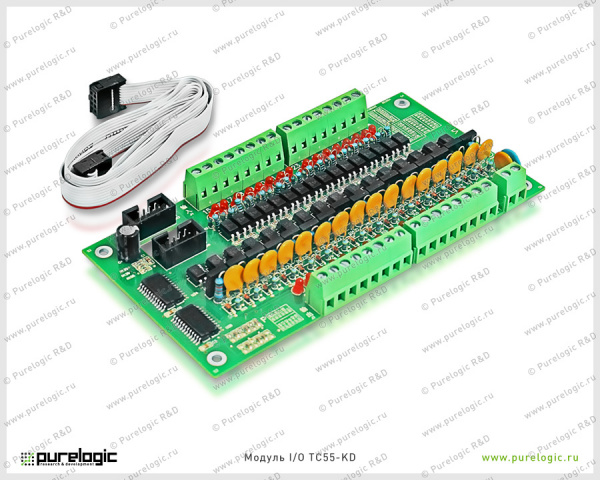 © Purelogic R&D
www.purelogic.ru
purelogic
research & development
Модуль I/O TC55-KD
www.purelogic.ru